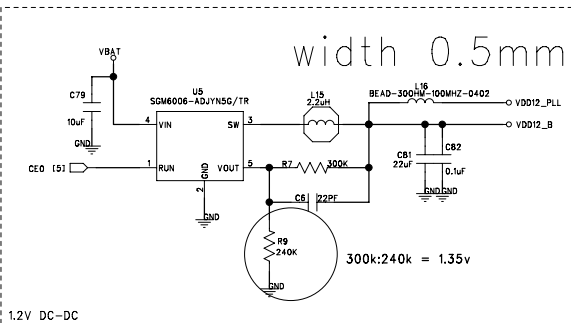 width 0.5mm
VBAT
U5
SGM6006-ADJYN5G/TR
L15
2.2uH
L16
BEAD-300HM-100MHZ-0402
VDD12_PLL
C79
10uF
GND
4
VIN
SW
3
VDD12_B
CE0 [5]
1
RUN
GND
VOUT
5
R7
300K
C81
22uF
C82
0.1uF
2
GND
GND
GND
C6
22PF
R9
240K
300k:240k = 1.35v
GND
1.2V DC-DC